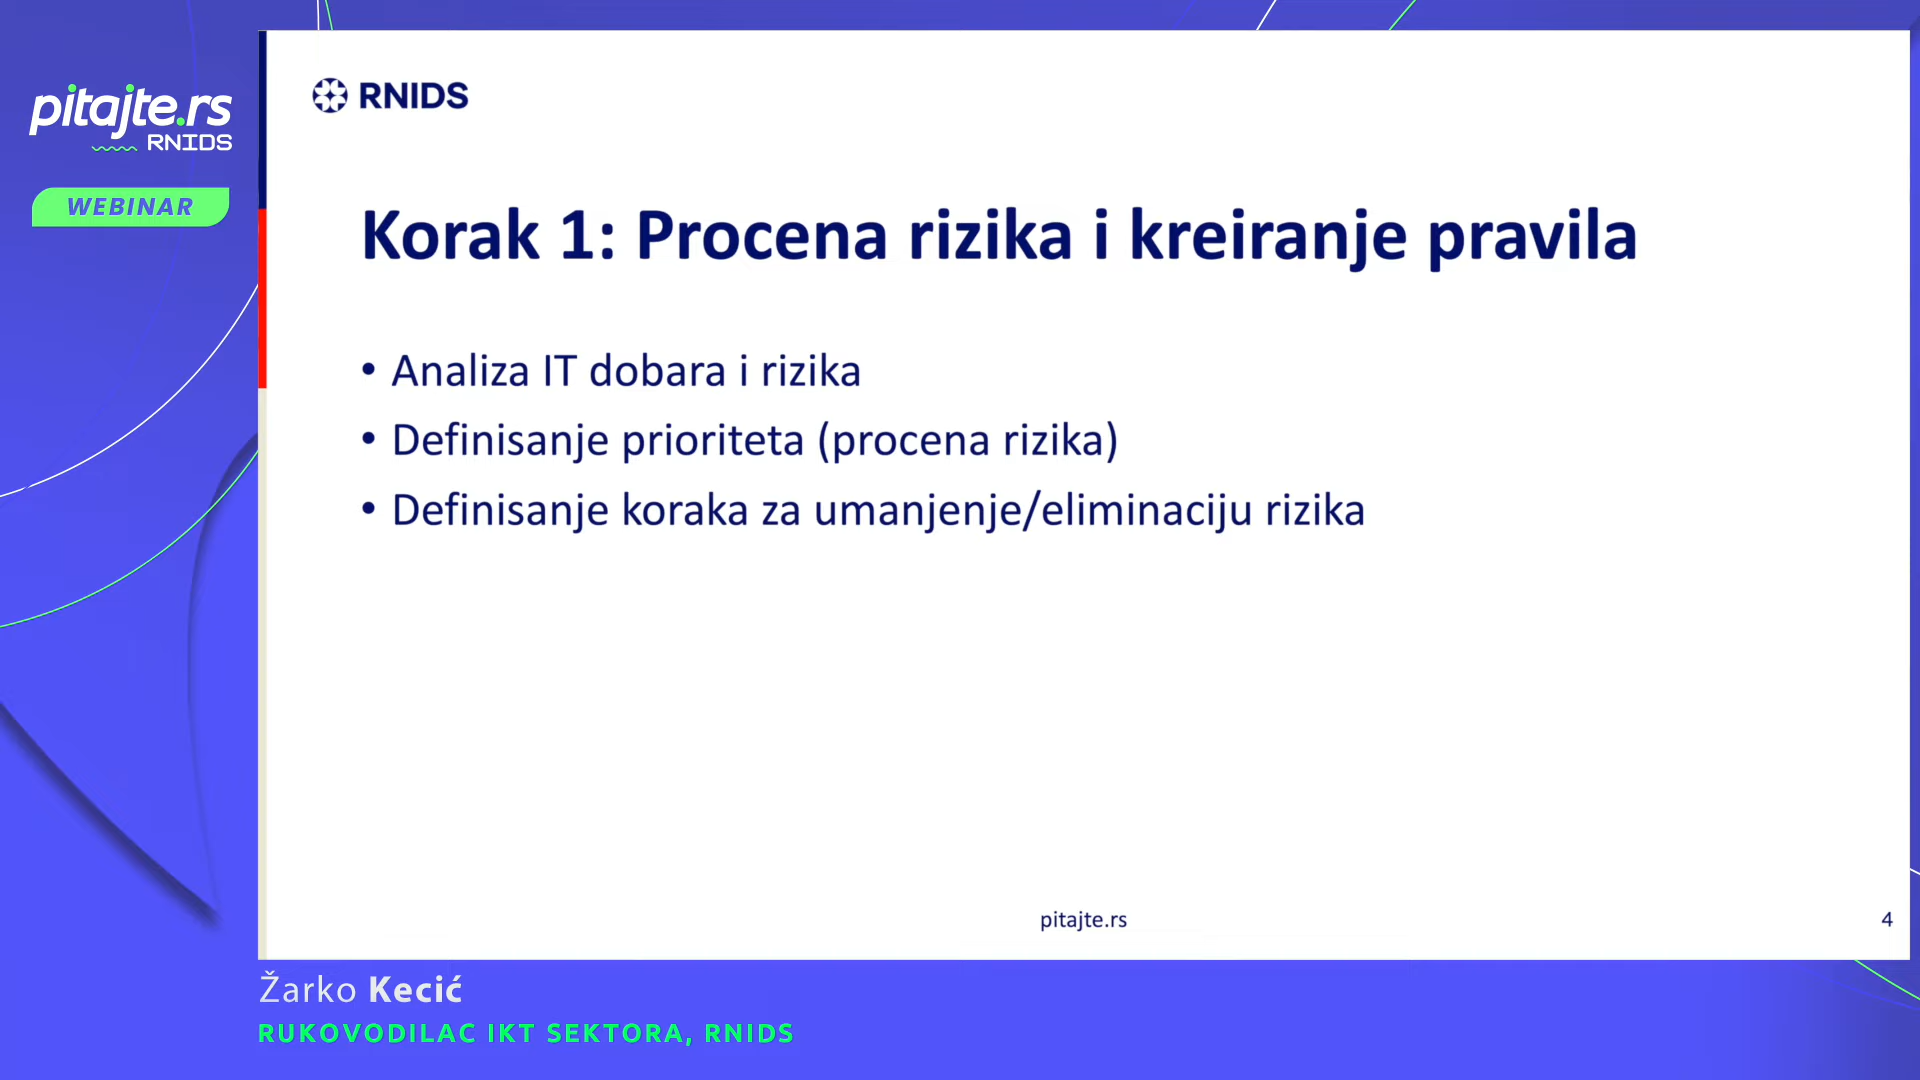 pitajte.rs
RNIDS
WEBINAR
RNIDS
Korak 1: Procena rizika i kreiranje pravila
• Analiza IT dobara i rizika
• Definisanje prioriteta (procena rizika)
• Definisanje koraka za umanjenje/eliminaciju rizika
pitajte.rs
4
Žarko Kecić
RUKOVODILAC IKT SEKTORA, RNIDS